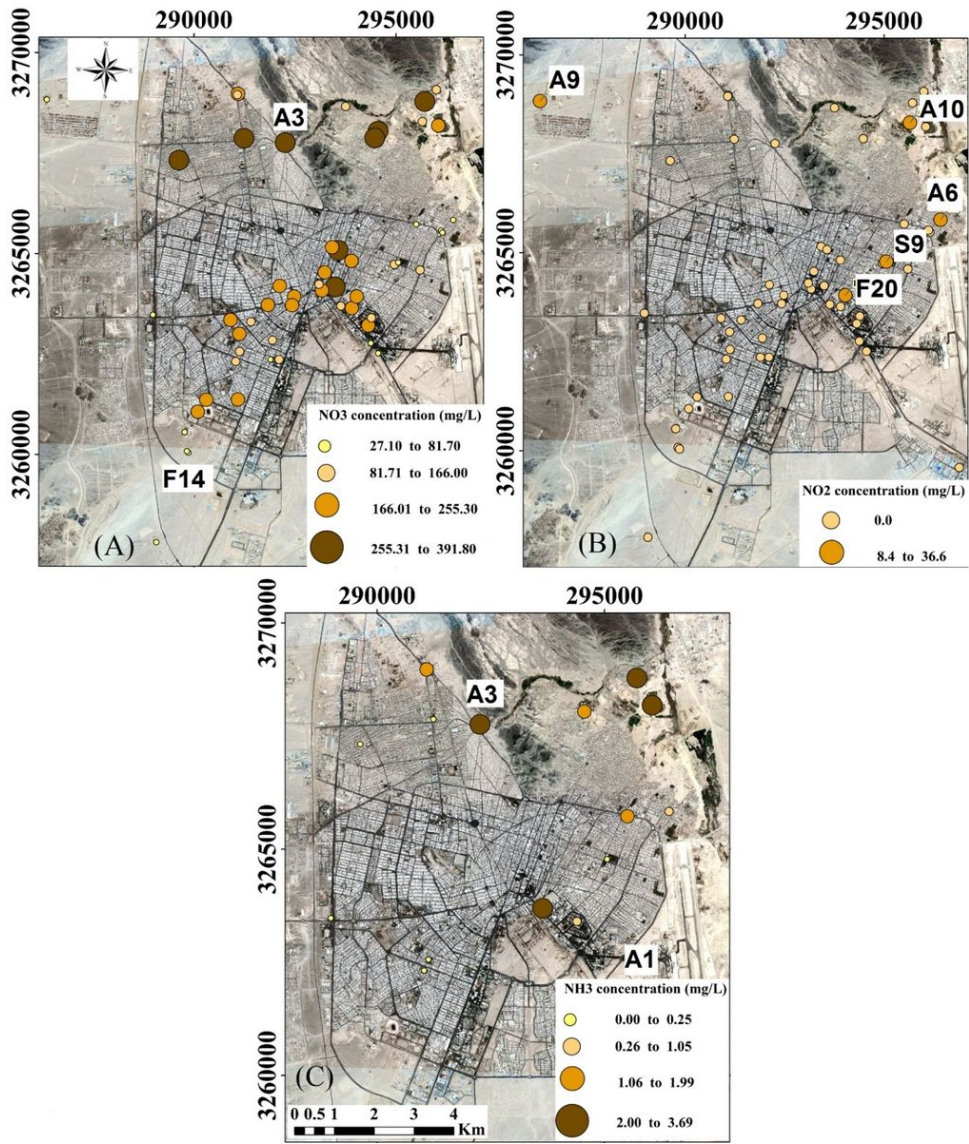 290000 295000
3270000
3265000
3260000
N
W E
S
A3
F14
NO3 concentration (mg/L)
27.10 to 81.70
81.71 to 166.00
166.01 to 255.30
255.31 to 391.80
(A)
290000 295000
3270000
3265000
3260000
A9
A10
A6
S9
F20
NO2 concentration (mg/L)
0.0
8.4 to 36.6
(B)
290000 295000
3270000
3265000
3260000
A3
A1
NH3 concentration (mg/L)
0.00 to 0.25
0.26 to 1.05
1.06 to 1.99
2.00 to 3.69
(C)
0 0.5 1 2 3 4
Km